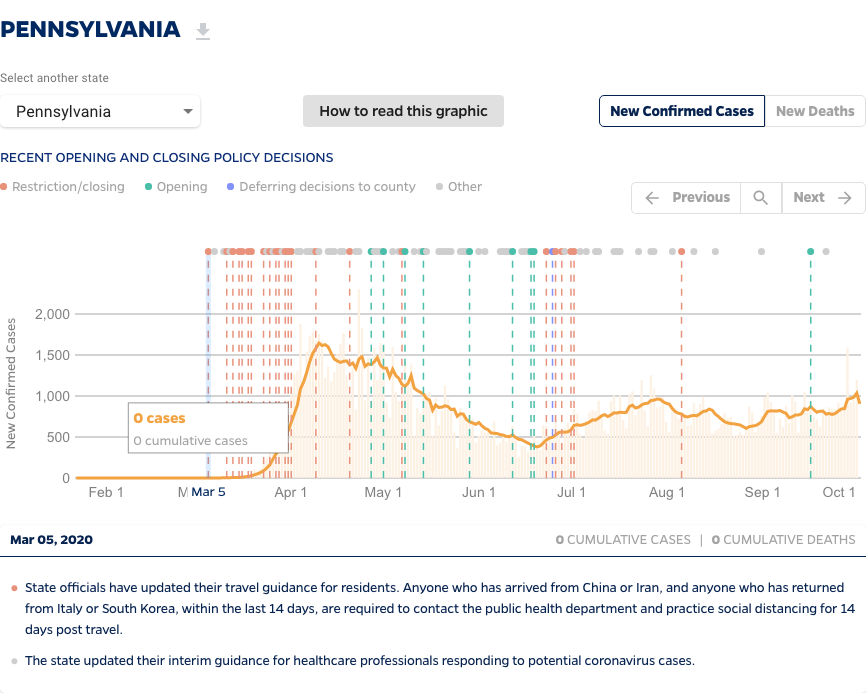 PENNSYLVANIA
Select another state
Pennsylvania
How to read this graphic
New Confirmed Cases
New Deaths
RECENT OPENING AND CLOSING POLICY DECISIONS
Restriction/closing
Opening
Deferring decisions to county
Other
Previous
Next
New Confirmed Cases
2,000
1,500
1,000
500
0
0 cases
0 cumulative cases
Feb 1
M
Mar 5
Apr 1
May 1
Jun 1
Jul 1
Aug 1
Sep 1
Oct 1
Mar 05, 2020
0 CUMULATIVE CASES | 0 CUMULATIVE DEATHS
State officials have updated their travel guidance for residents. Anyone who has arrived from China or Iran, and anyone who has returned
from Italy or South Korea, within the last 14 days, are required to contact the public health department and practice social distancing for 14
days post travel.
The state updated their interim guidance for healthcare professionals responding to potential coronavirus cases.